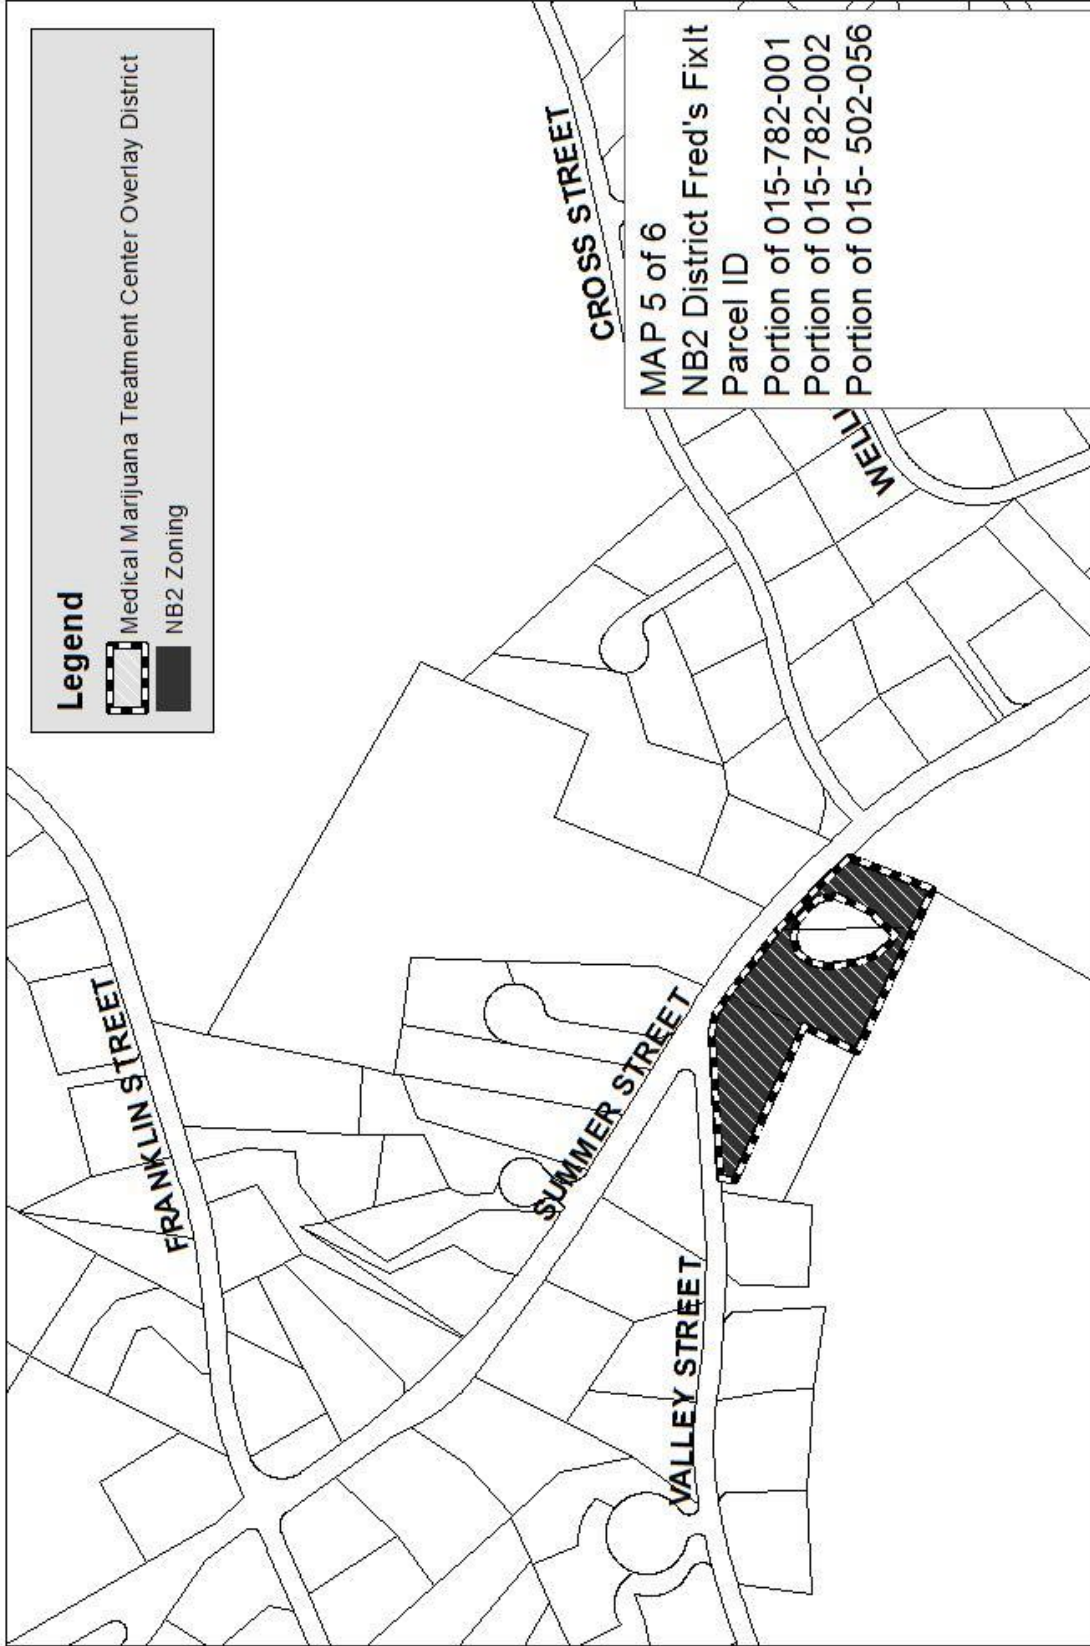 Legend
Medical Marijuana Treatment Center Overlay District
NB2 Zoning
FRANKLIN STREET
SUMMER STREET
VALLEY STREET
CROSS STREET
WELLI
MAP 5 of 6
NB2 District Fred's FixIt
Parcel ID
Portion of 015-782-001
Portion of 015-782-002
Portion of 015- 502-056